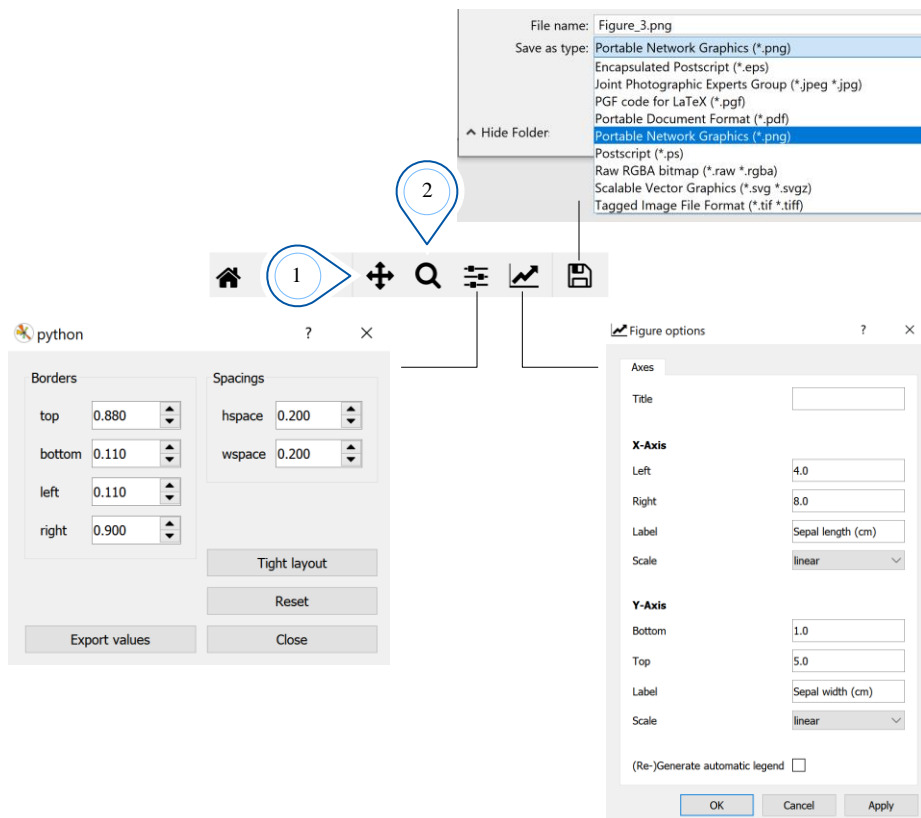 File name: Figure_3.png
Save as type: Portable Network Graphics (*.png)
Encapsulated Postscript (*.eps)
Joint Photographic Experts Group (*.jpeg *.jpg)
PGF code for LaTeX (*.pgf)
Portable Document Format (*.pdf)
Hide Folder
Portable Network Graphics (*.png)
Postscript (*.ps)
Raw RGBA bitmap (*.raw *.rgba)
Scalable Vector Graphics (*.svg *.svgz)
Tagged Image File Format (*.tif *.tiff)
2
1
python ?
Borders Spacings
top 0.880 hspace 0.200
bottom 0.110 wspace 0.200
left 0.110
right 0.900
Tight layout
Reset
Export values Close
Figure options ?
Axes
Title
X-Axis
Left 4.0
Right 8.0
Label Sepal length (cm)
Scale linear
Y-Axis
Bottom 1.0
Top 5.0
Label Sepal width (cm)
Scale linear
(Re-)Generate automatic legend
OK Cancel Apply